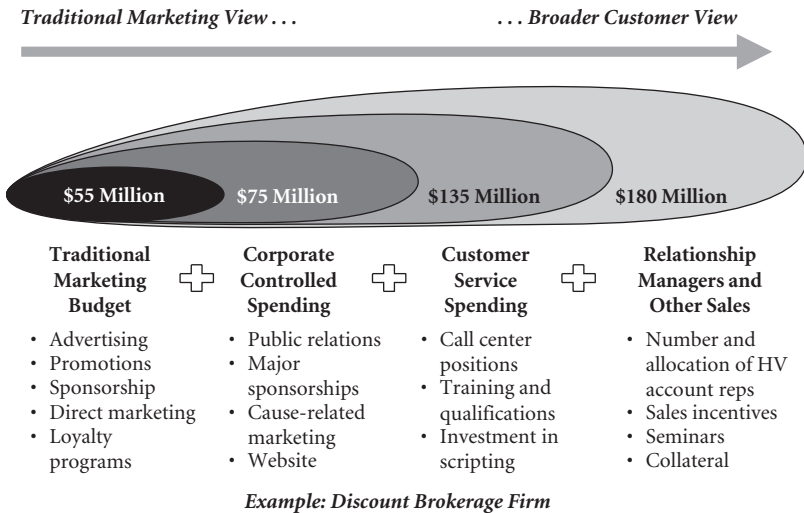 Traditional Marketing View . . .
. . . Broader Customer View
$55 Million
$75 Million
$135 Million
$180 Million
Traditional
Marketing
Budget
• Advertising
• Promotions
• Sponsorship
• Direct marketing
• Loyalty
programs
Corporate
Controlled
Spending
• Public relations
• Major
sponsorships
• Cause-related
marketing
• Website
Customer
Service
Spending
• Call center
positions
• Training and
qualifications
• Investment in
scripting
Relationship
Managers and
Other Sales
• Number and
allocation of HV
account reps
• Sales incentives
• Seminars
• Collateral
Example: Discount Brokerage Firm